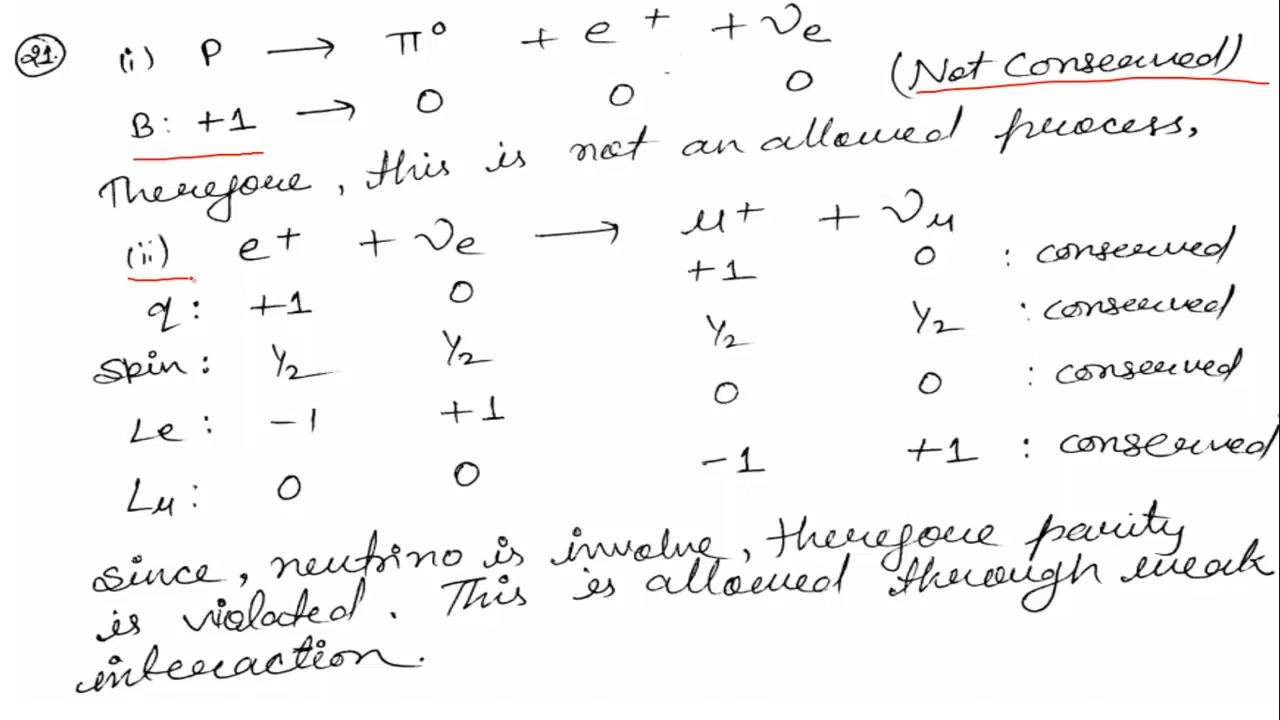 21. (i) P → π⁰ + e⁺ + νe
B: +1 → 0 0 0 (Not Conserved)
Therefore, this is not an allowed process.
(ii) e⁺ + νe → μ⁺ + νμ
q: +1 0 +1 0 : conserved
Spin: 1/2 1/2 1/2 1/2 : conserved
Le: -1 +1 0 0 : conserved
Lμ: 0 0 -1 +1 : conserved
since, neutrino is involve, therefore parity
is violated. This is allowed through weak
interaction.